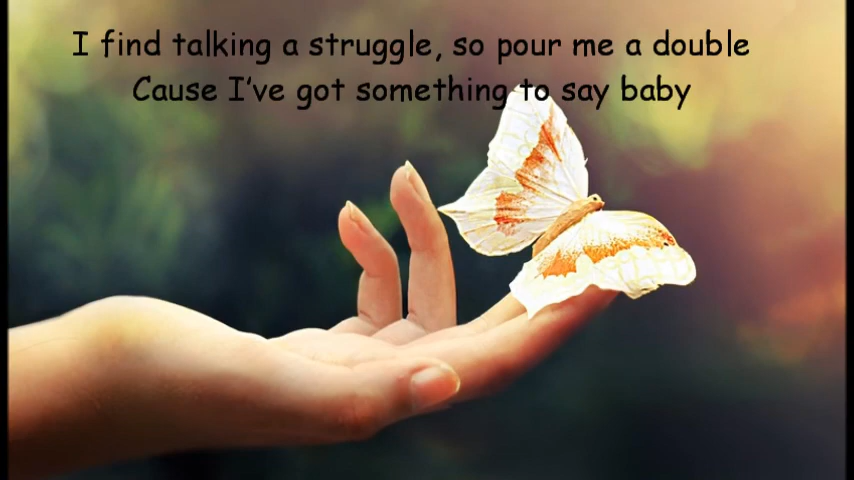 I find talking a struggle, so pour me a double
Cause I've got something to say baby